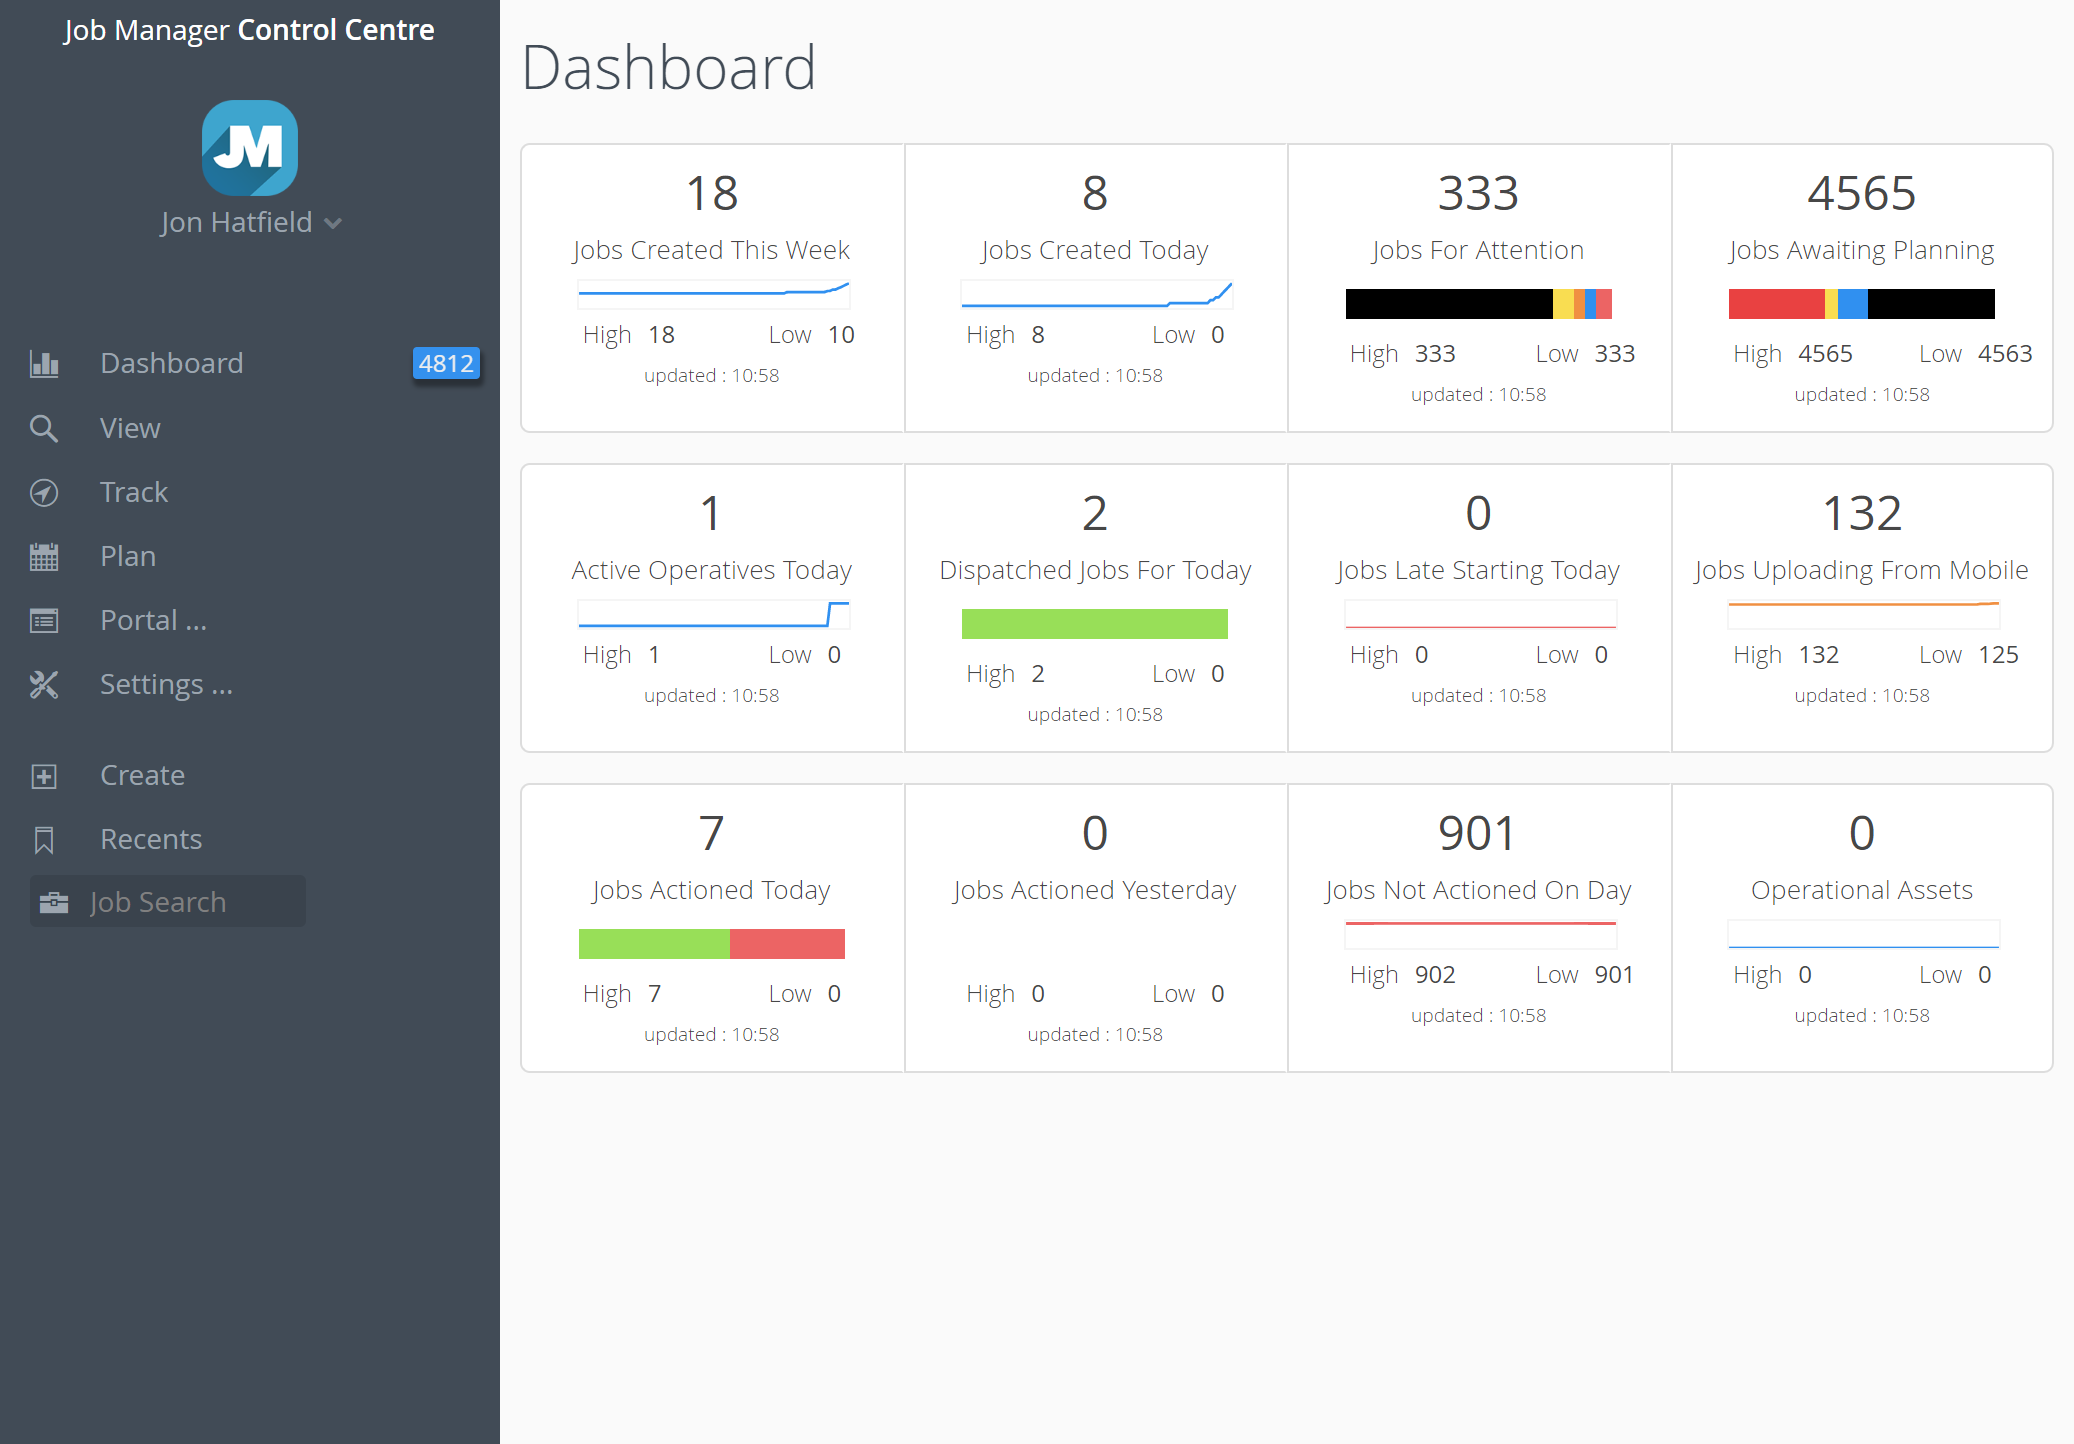 Job Manager Control Centre
JM
Jon Hatfield
Dashboard 4812
View
Track
Plan
Portal ...
Settings ...
Create
Recents
Job Search
Dashboard
18
Jobs Created This Week
High 18 Low 10
updated : 10:58
8
Jobs Created Today
High 8 Low 0
updated : 10:58
333
Jobs For Attention
High 333 Low 333
updated : 10:58
4565
Jobs Awaiting Planning
High 4565 Low 4563
updated : 10:58
1
Active Operatives Today
High 1 Low 0
updated : 10:58
2
Dispatched Jobs For Today
High 2 Low 0
updated : 10:58
0
Jobs Late Starting Today
High 0 Low 0
updated : 10:58
132
Jobs Uploading From Mobile
High 132 Low 125
updated : 10:58
7
Jobs Actioned Today
High 7 Low 0
updated : 10:58
0
Jobs Actioned Yesterday
High 0 Low 0
updated : 10:58
901
Jobs Not Actioned On Day
High 902 Low 901
updated : 10:58
0
Operational Assets
High 0 Low 0
updated : 10:58